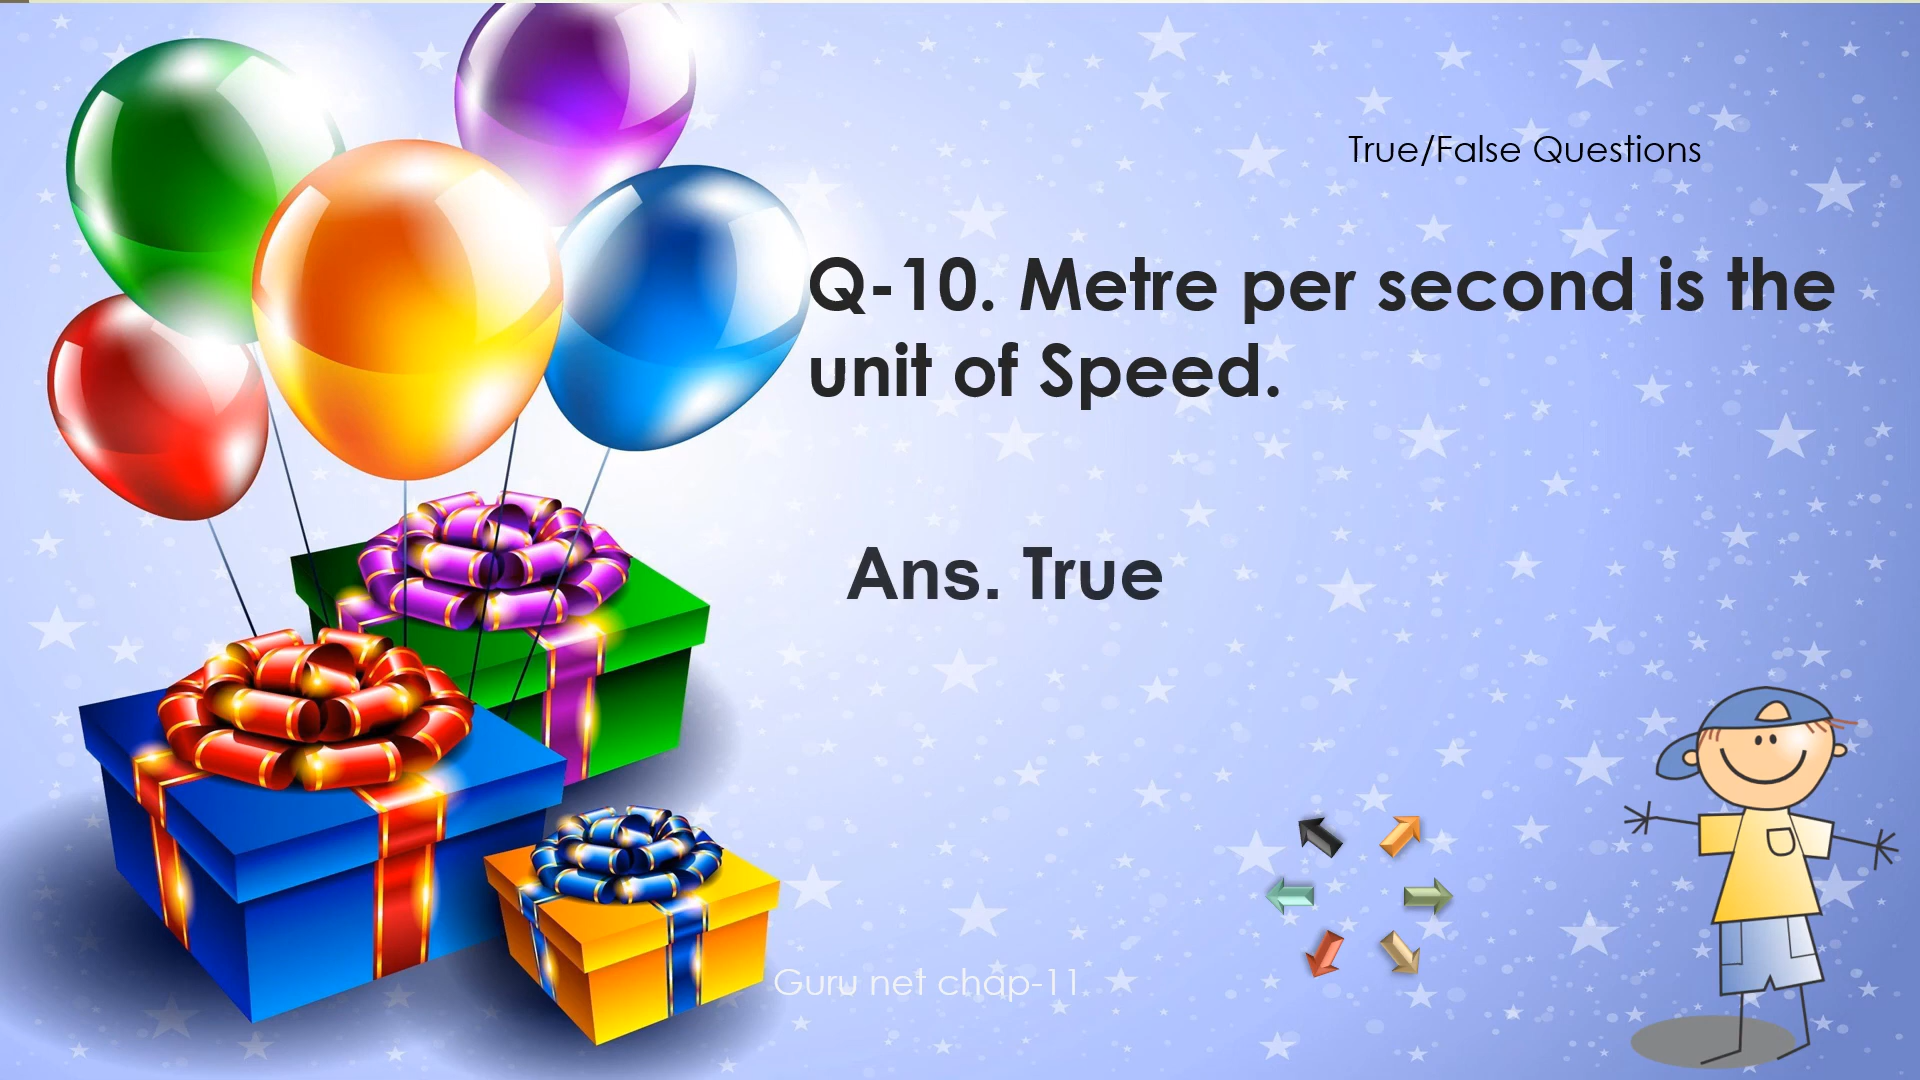 True/False Questions
Q-10. Metre per second is the
unit of Speed.
Ans. True
Guru net chap-11